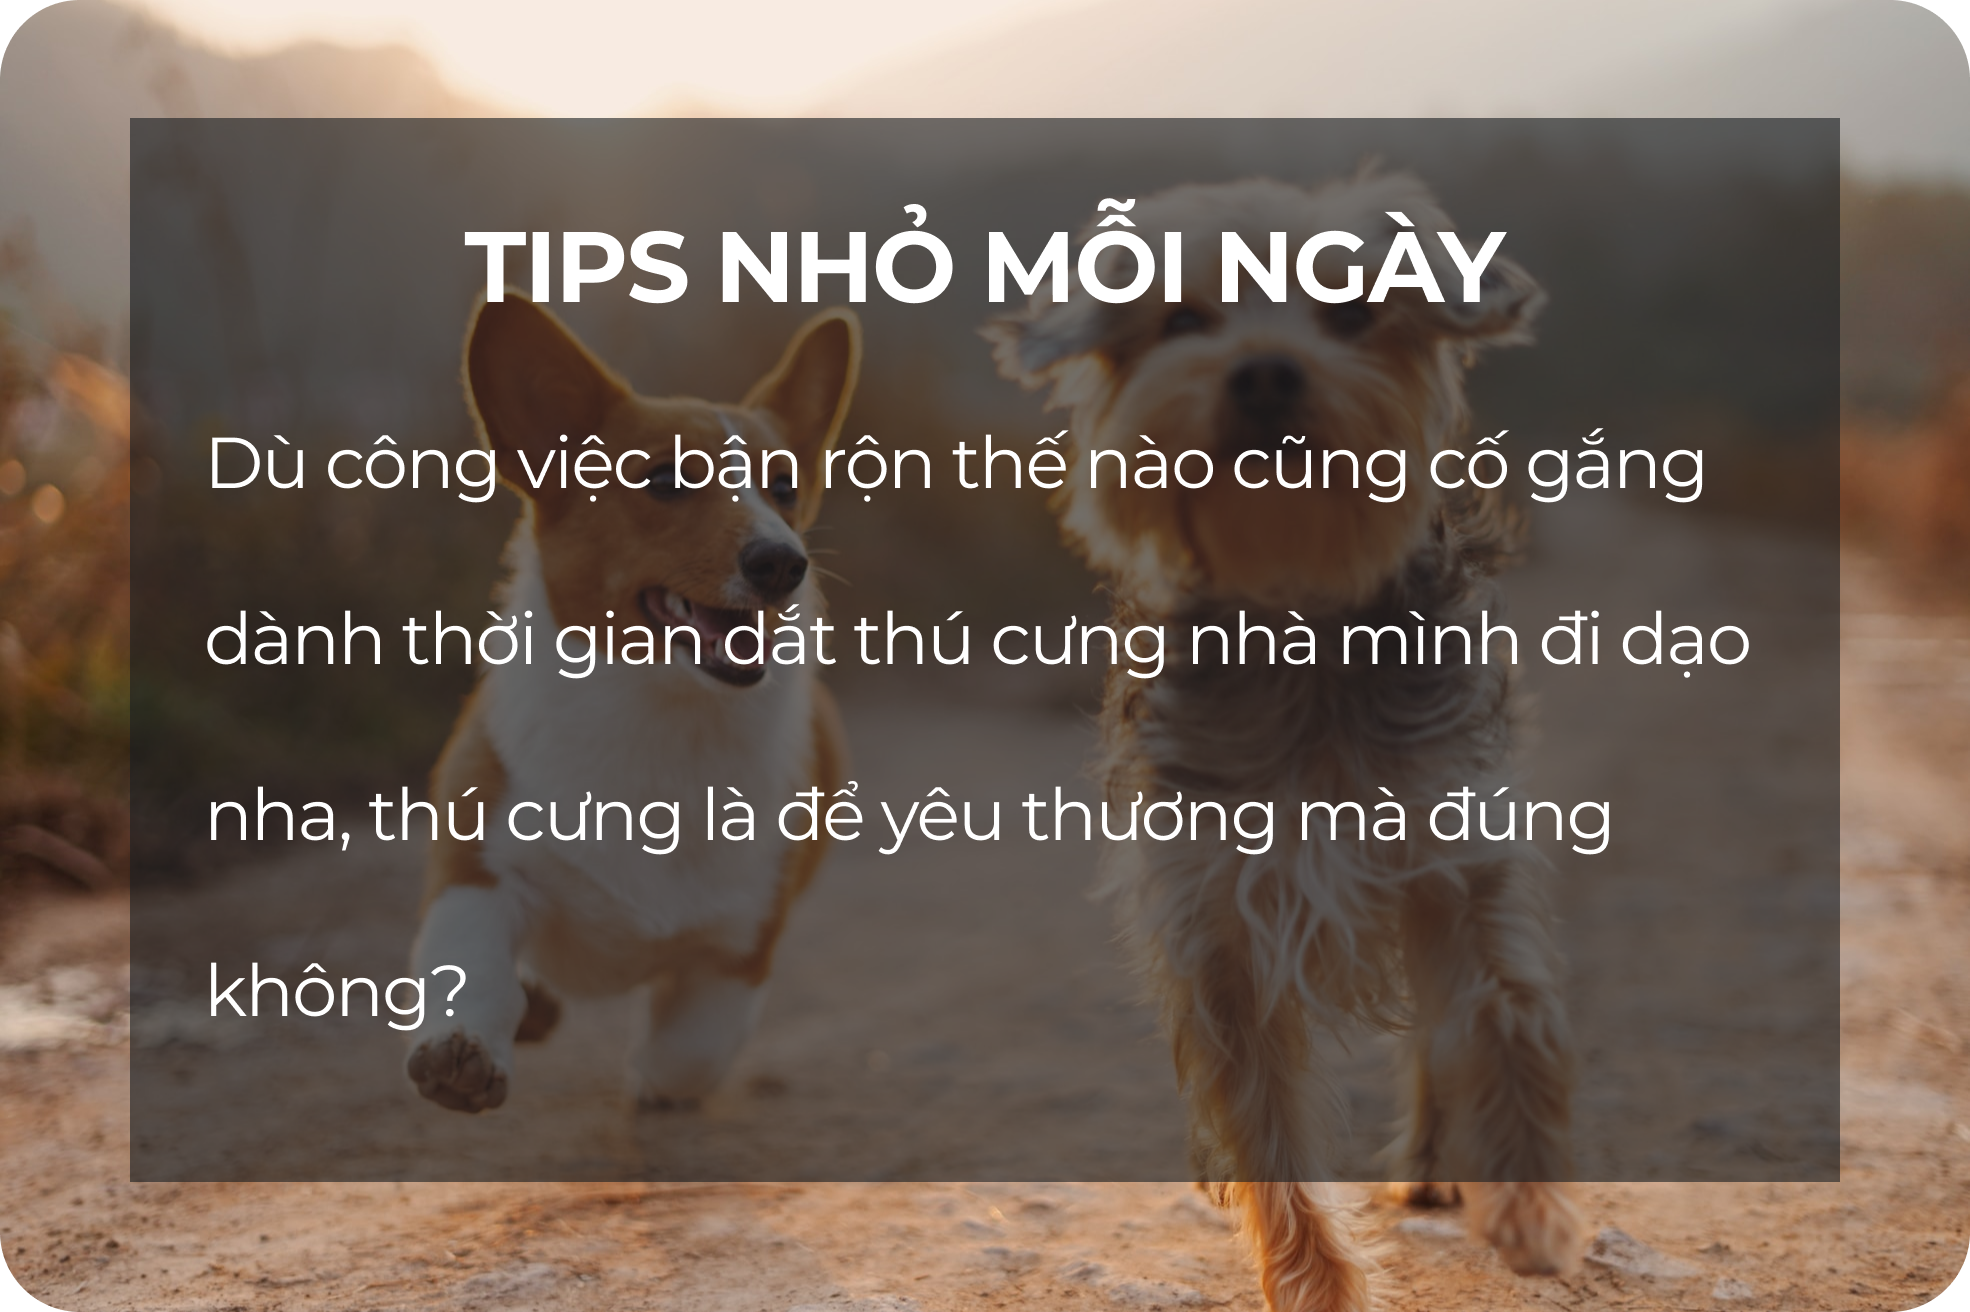 TIPS NHỎ MỖI NGÀY
Dù công việc bận rộn thế nào cũng cố gắng
dành thời gian dắt thú cưng nhà mình đi dạo
nha, thú cưng là để yêu thương mà đúng
không?